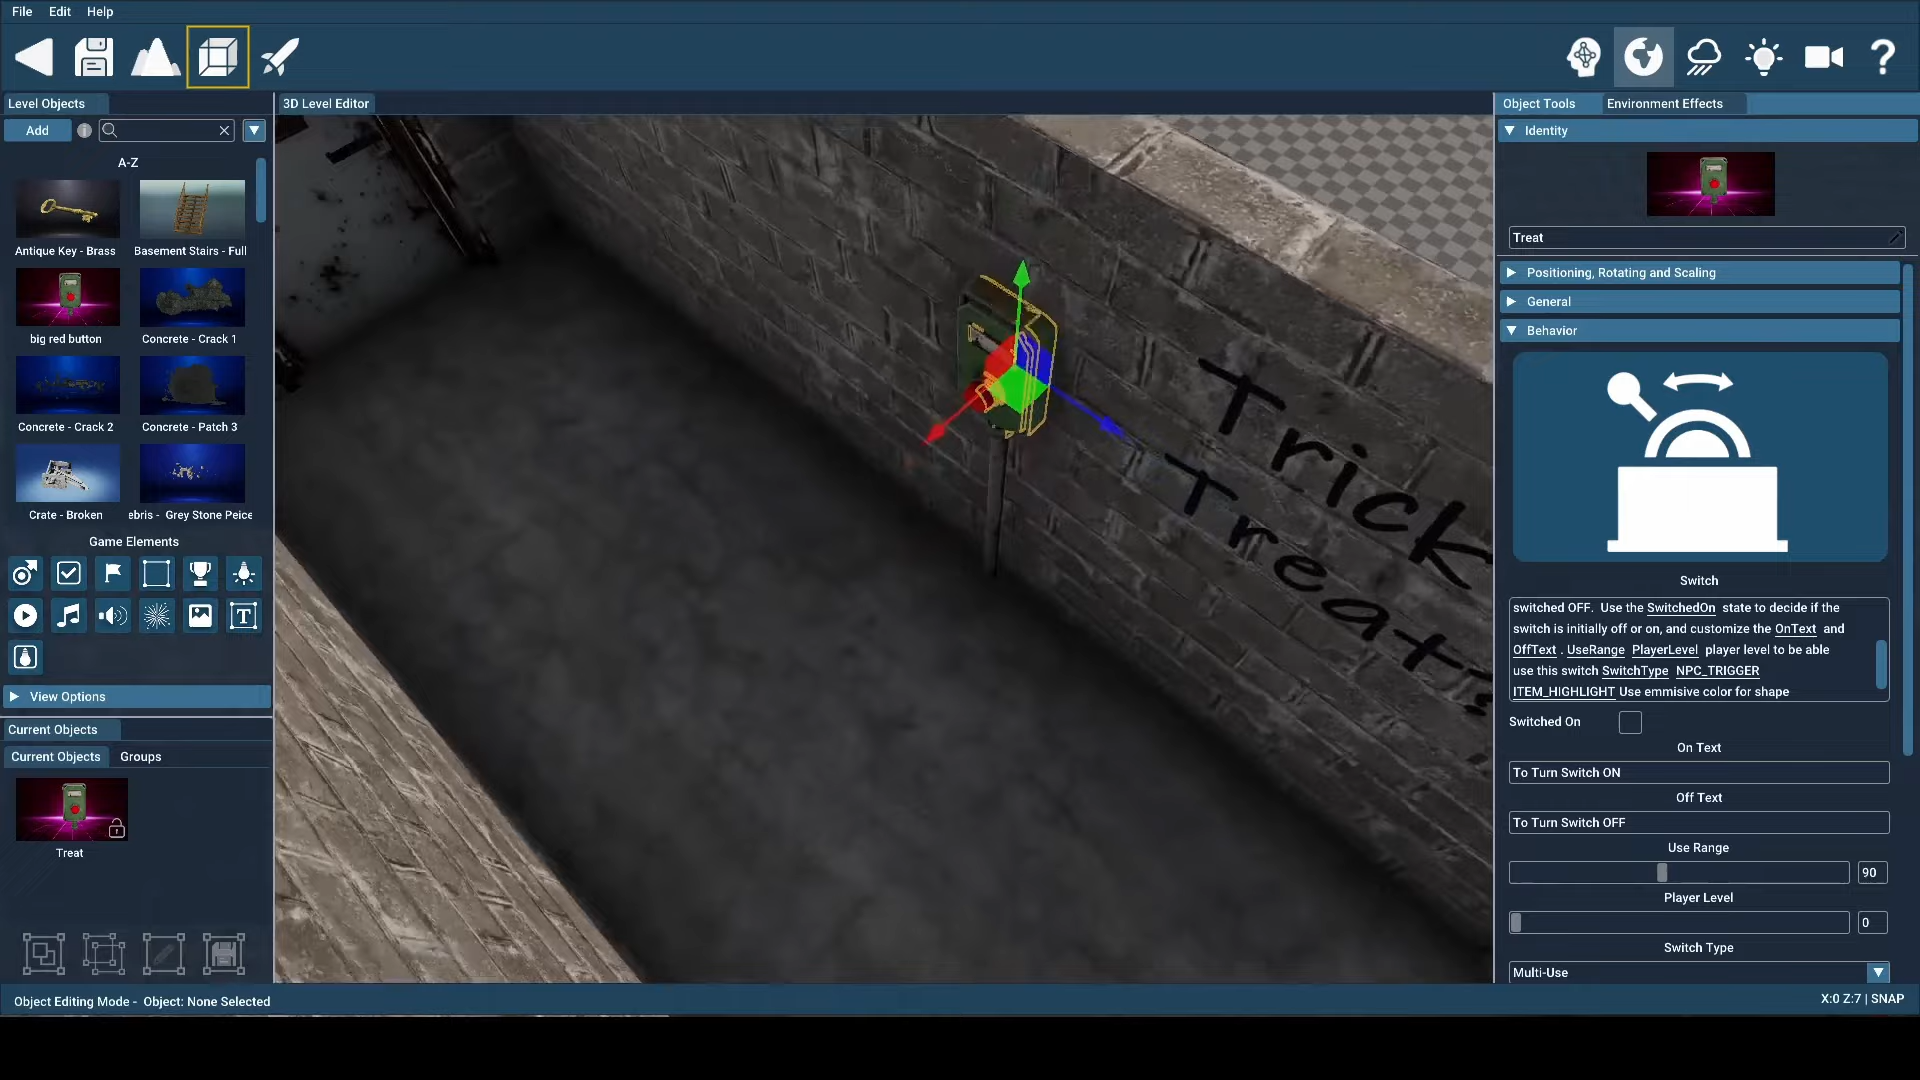 File Edit Help
Level Objects
Add
A-Z
Antique Key - Brass
Basement Stairs - Full
big red button
Concrete - Crack 1
Concrete - Crack 2
Concrete - Patch 3
Crate - Broken
ebris - Grey Stone Peice
Game Elements
View Options
Current Objects
Current Objects Groups
Treat
3D Level Editor
Trick
Treat?
Object Tools Environment Effects
Identity
Treat
Positioning, Rotating and Scaling
General
Behavior
Switch
switched OFF. Use the SwitchedOn state to decide if the
switch is initially off or on, and customize the OnText and
OffText . UseRange PlayerLevel player level to be able
use this switch SwitchType NPC_TRIGGER
ITEM_HIGHLIGHT Use emmisive color for shape
Switched On
On Text
To Turn Switch ON
Off Text
To Turn Switch OFF
Use Range
90
Player Level
0
Switch Type
Multi-Use
Object Editing Mode - Object: None Selected
X:0 Z:7 | SNAP